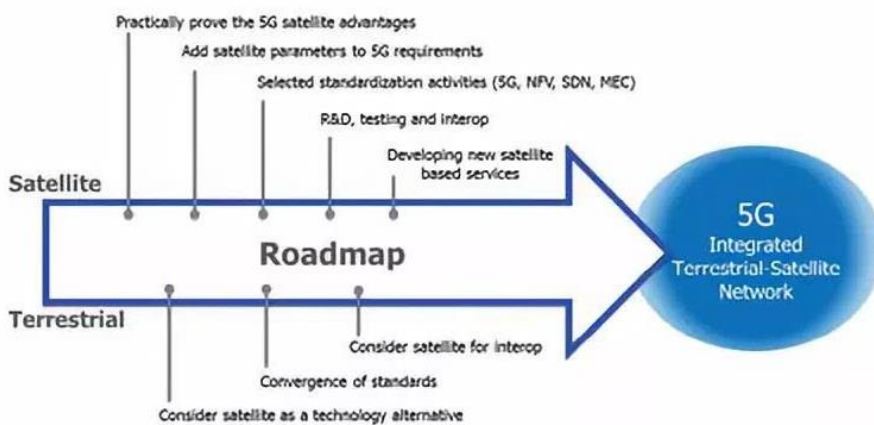 Practically prove the 5G satellite advantages
Add satellite parameters to 5G requirements
Selected standardization activities (5G, NFV, SDN, MEC)
R&D, testing and interop
Developing new satellite
based services
Satellite
Roadmap
5G
Integrated
Terrestrial-Satellite
Network
Terrestrial
Consider satellite for interop
Convergence of standards
Consider satellite as a technology alternative